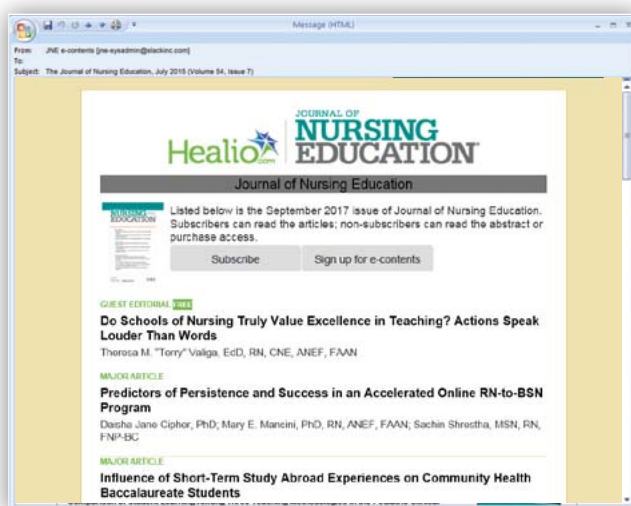 Message (HTML)
From: JNE e-contents [jne-sysadmin@slackinc.com]
To:
Subject: The Journal of Nursing Education, July 2015 (Volume 54, Issue 7)
Healio.com
JOURNAL OF
NURSING
EDUCATION
Journal of Nursing Education
NURSING
EDUCATION
Listed below is the September 2017 issue of Journal of Nursing Education.
Subscribers can read the articles; non-subscribers can read the abstract or
purchase access.
Subscribe
Sign up for e-contents
GUEST EDITORIAL FREE
Do Schools of Nursing Truly Value Excellence in Teaching? Actions Speak
Louder Than Words
Theresa M. "Terry" Valiga, EdD, RN, CNE, ANEF, FAAN
MAJOR ARTICLE
Predictors of Persistence and Success in an Accelerated Online RN-to-BSN
Program
Daisha Jane Cipher, PhD; Mary E. Mancini, PhD, RN, ANEF, FAAN; Sachin Shrestha, MSN, RN,
FNP-BC
MAJOR ARTICLE
Influence of Short-Term Study Abroad Experiences on Community Health
Baccalaureate Students